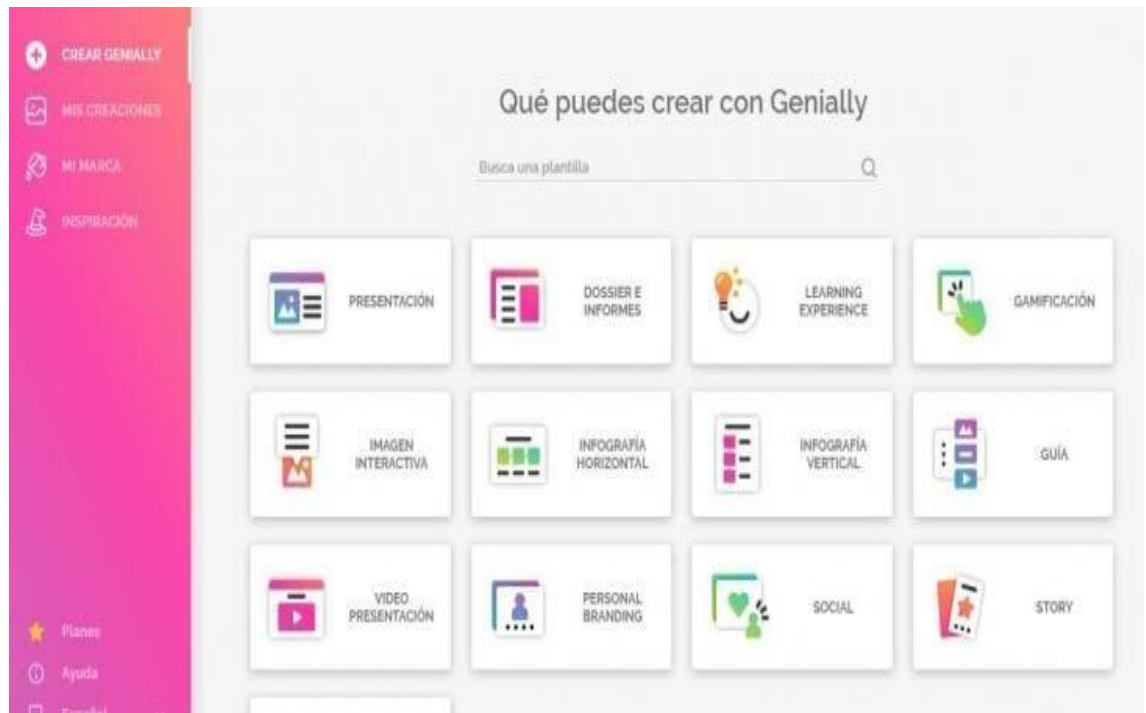 CREAR GENIALLY
MIS CREACIONES
MI MARCA
INSPIRACIÓN
Planes
Ayuda
Español
Qué puedes crear con Genially
Busca una plantilla
PRESENTACIÓN
DOSSIER E
INFORMES
LEARNING
EXPERIENCE
GAMIFICACIÓN
IMAGEN
INTERACTIVA
INFOGRAFÍA
HORIZONTAL
INFOGRAFÍA
VERTICAL
GUÍA
VIDEO
PRESENTACIÓN
PERSONAL
BRANDING
SOCIAL
STORY